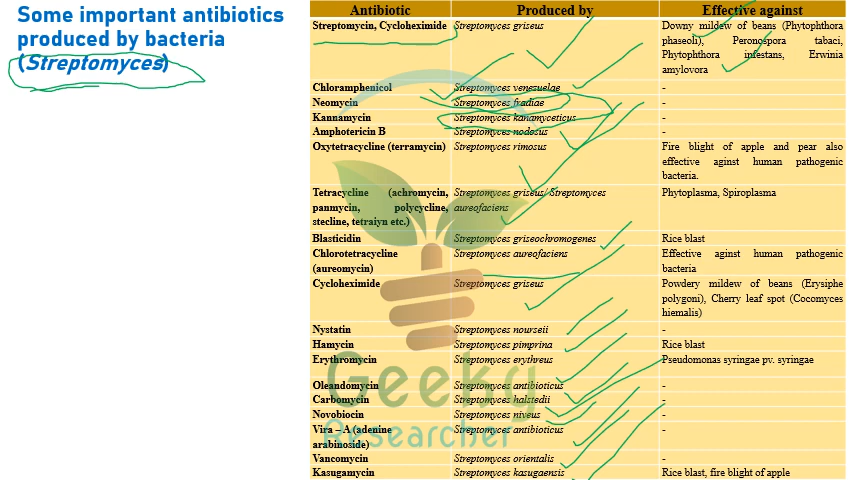 Some important antibiotics
produced by bacteria
(Streptomyces)
Antibiotic Produced by Effective against
Streptomycin, Cycloheximide Streptomyces griseus Downy mildew of beans (Phytophthora
phaseoli), Peronospora tabaci,
Phytophthora infestans, Erwinia
amylovora
Chloramphenicol Streptomyces venesuelae -
Neomycin Streptomyces fradiae -
Kannamycin Streptomyces kanamyceticus -
Amphotericin B Streptomyces nodosus -
Oxytetracycline (terramycin) Streptomyces rimosus Fire blight of apple and pear also
effective aginst human pathogenic
bacteria.
Tetracycline (achromycin, Streptomyces griseus/ Streptomyces Phytoplasma, Spiroplasma
panmycin, polycycline, aureofaciens
stecline, tetraiyn etc.)
Blasticidin Streptomyces griseochromogenes Rice blast
Chlorotetracycline Streptomyces aureofaciens Effective aginst human pathogenic
(aureomycin) bacteria
Cycloheximide Streptomyces griseus Powdery mildew of beans (Erysiphe
polygoni), Cherry leaf spot (Cocomyces
hiemalis)
Nystatin Streptomyces nourseii -
Hamycin Streptomyces pimprina Rice blast
Erythromycin Streptomyces erythreus Pseudomonas syringae pv. syringae
Oleandomycin Streptomyces antibioticus -
Carbomycin Streptomyces halstedii -
Novobiocin Streptomyces niveus -
Vira – A (adenine Streptomyces antibioticus -
arabinoside)
Vancomycin Streptomyces orientalis -
Kasugamycin Streptomyces kasugaensis Rice blast, fire blight of apple
Geeky
Researcher